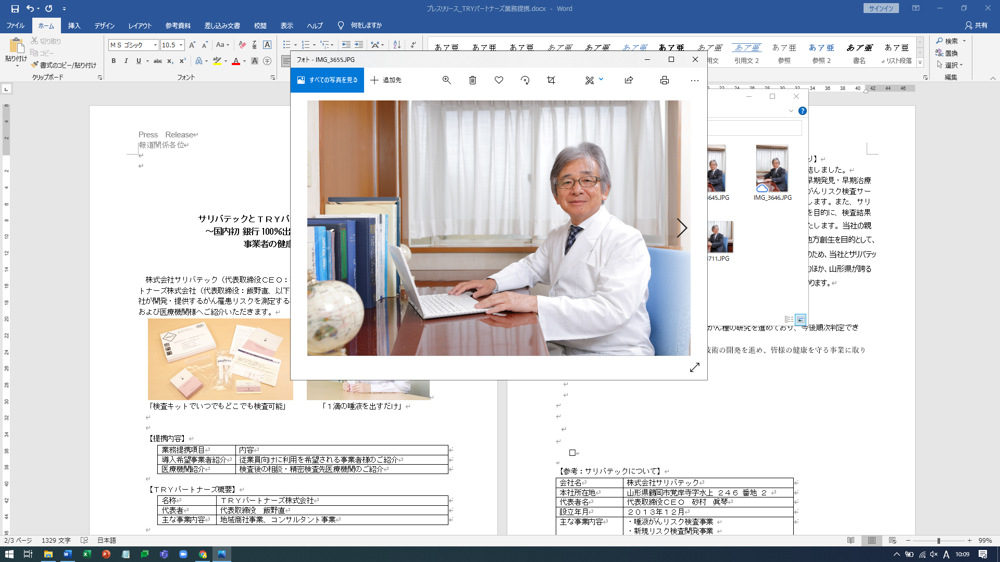 プレスリリース_TRYパートナーズ業務提携.docx - Word
サインイン
ファイル ホーム 挿入 デザイン レイアウト 参考資料 差し込み文書 校閲 表示 ヘルプ 何をしますか 共有
貼り付け
切り取り
コピー
書式のコピー/貼り付け
クリップボード
ＭＳ ゴシック 10.5
フォント
あア亜 あア亜 あア亜 あア亜 あア亜 あア亜 あア亜 あア亜 あア亜 あア亜 あア亜 あア亜 あア亜
用文 引用文 2 参照 参照 2 書名 リスト段落
検索
置換
選択
編集
フォト - IMG_3655.JPG
すべての写真を見る
追加先
3645.JPG
IMG_3646.JPG
3711.JPG
Press Release
報道関係各位
サリバテックとＴＲＹパ
～国内初 銀行 100%出
事業者の健康
株式会社サリバテック（代表取締役ＣＥＯ：
トナーズ株式会社（代表取締役：飯野直、以下
社が開発・提供するがん罹患リスクを測定する
および医療機関様へご紹介いただきます。
「検査キットでいつでもどこでも検査可能」
「１滴の唾液を出すだけ」
【提携内容】
業務提携項目 内容
導入希望事業者紹介 従業員向けに利用を希望される事業者様のご紹介
医療機関紹介 検査後の相談・精密検査先医療機関のご紹介
【ＴＲＹパートナーズ概要】
名称 ＴＲＹパートナーズ株式会社
代表者 代表取締役　飯野直
主な事業内容 地域商社事業、コンサルタント事業
リ】
結しました。
早期発見・早期治療
がんリスク検査サー
します。また、サリ
を目的に、検査結果
たします。当社の親
地方創生を目的として、
のため、当社とサリバテッ
むほか、山形県が誇る
ります。
がん種の研究を進めており、今後順次判定でき
技術の開発を進め、皆様の健康を守る事業に取り
【参考：サリバテックについて】
会社名 株式会社サリバテック
本社所在地 山形県鶴岡市覚岸寺字水上 ２４６ 番地 ２
代表者名 代表取締役ＣＥＯ　砂村　眞琴
設立年月 ２０１３年１２月
主な事業内容 ・唾液がんリスク検査事業
・新規リスク検査開発事業
2/3 ページ 1329 文字 日本語
99%
10:09